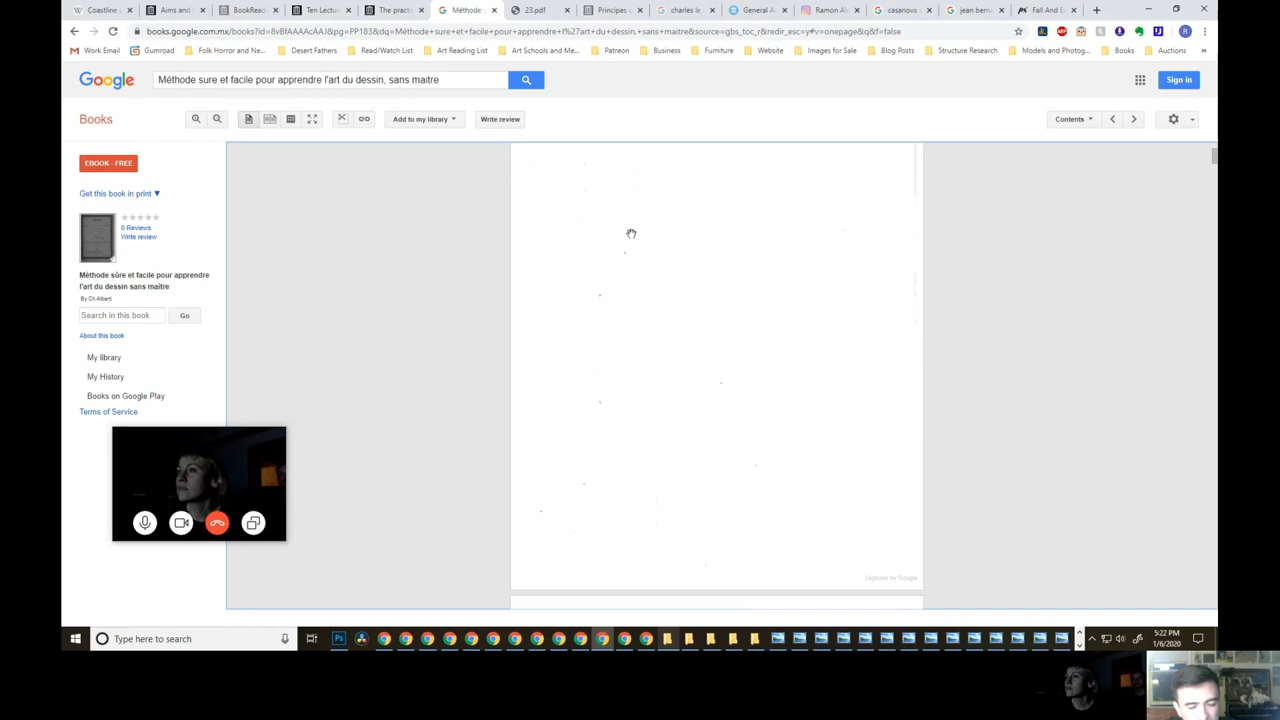 Coastline p
Aims and
BookRead
Ten Lectur
The practi
Méthode s
23.pdf
Principes d
charles le
General A
Ramon Al
casanova
jean berna
Fall And E
books.google.com.mx/books?id=8vBfAAAAcAAJ&pg=PP183&dq=Méthode+sure+et+facile+pour+apprendre+l%27art+du+dessin,+sans+maitre&source=gbs_toc_r&redir_esc=y#v=onepage&q&f=false
Work Email
Gumroad
Folk Horror and Ne...
Desert Fathers
Read/Watch List
Art Reading List
Art Schools and Me...
Patreon
Business
Furniture
Website
Images for Sale
Blog Posts
Structure Research
Models and Photog...
Books
Auctions
Google
Méthode sure et facile pour apprendre l'art du dessin, sans maitre
Sign in
Books
Add to my library
Write review
Contents
EBOOK - FREE
Get this book in print ▼
0 Reviews
Write review
Méthode sûre et facile pour apprendre
l'art du dessin sans maître
By Ch Alberti
Search in this book
Go
About this book
My library
My History
Books on Google Play
Terms of Service
Digitized by Google
Type here to search
Ps
5:22 PM
1/6/2020